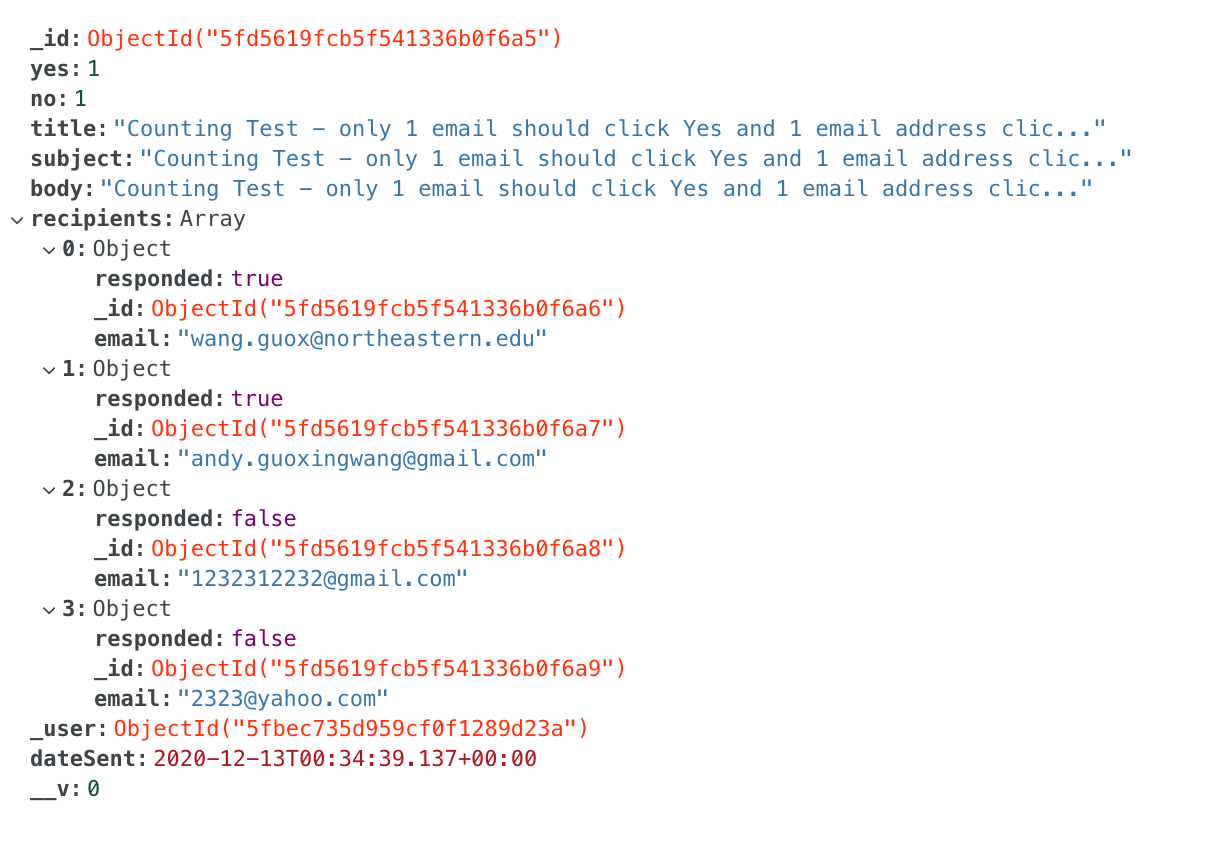 _id: ObjectId("5fd5619fcb5f541336b0f6a5")
yes: 1
no: 1
title: "Counting Test – only 1 email should click Yes and 1 email address clic..."
subject: "Counting Test – only 1 email should click Yes and 1 email address clic..."
body: "Counting Test – only 1 email should click Yes and 1 email address clic..."
recipients: Array
0: Object
responded: true
_id: ObjectId("5fd5619fcb5f541336b0f6a6")
email: "wang.guox@northeastern.edu"
1: Object
responded: true
_id: ObjectId("5fd5619fcb5f541336b0f6a7")
email: "andy.guoxingwang@gmail.com"
2: Object
responded: false
_id: ObjectId("5fd5619fcb5f541336b0f6a8")
email: "1232312232@gmail.com"
3: Object
responded: false
_id: ObjectId("5fd5619fcb5f541336b0f6a9")
email: "2323@yahoo.com"
_user: ObjectId("5fbec735d959cf0f1289d23a")
dateSent: 2020-12-13T00:34:39.137+00:00
__v: 0